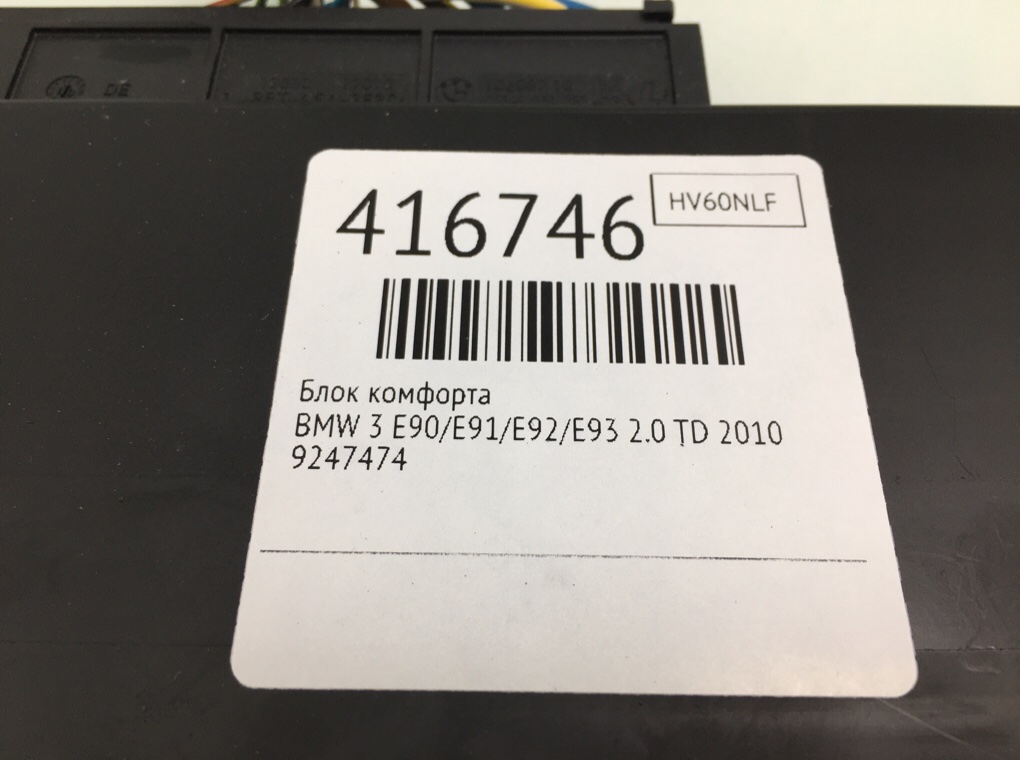 DE
416746
HV60NLF
Блок комфорта
BMW 3 E90/E91/E92/E93 2.0 TD 2010
9247474